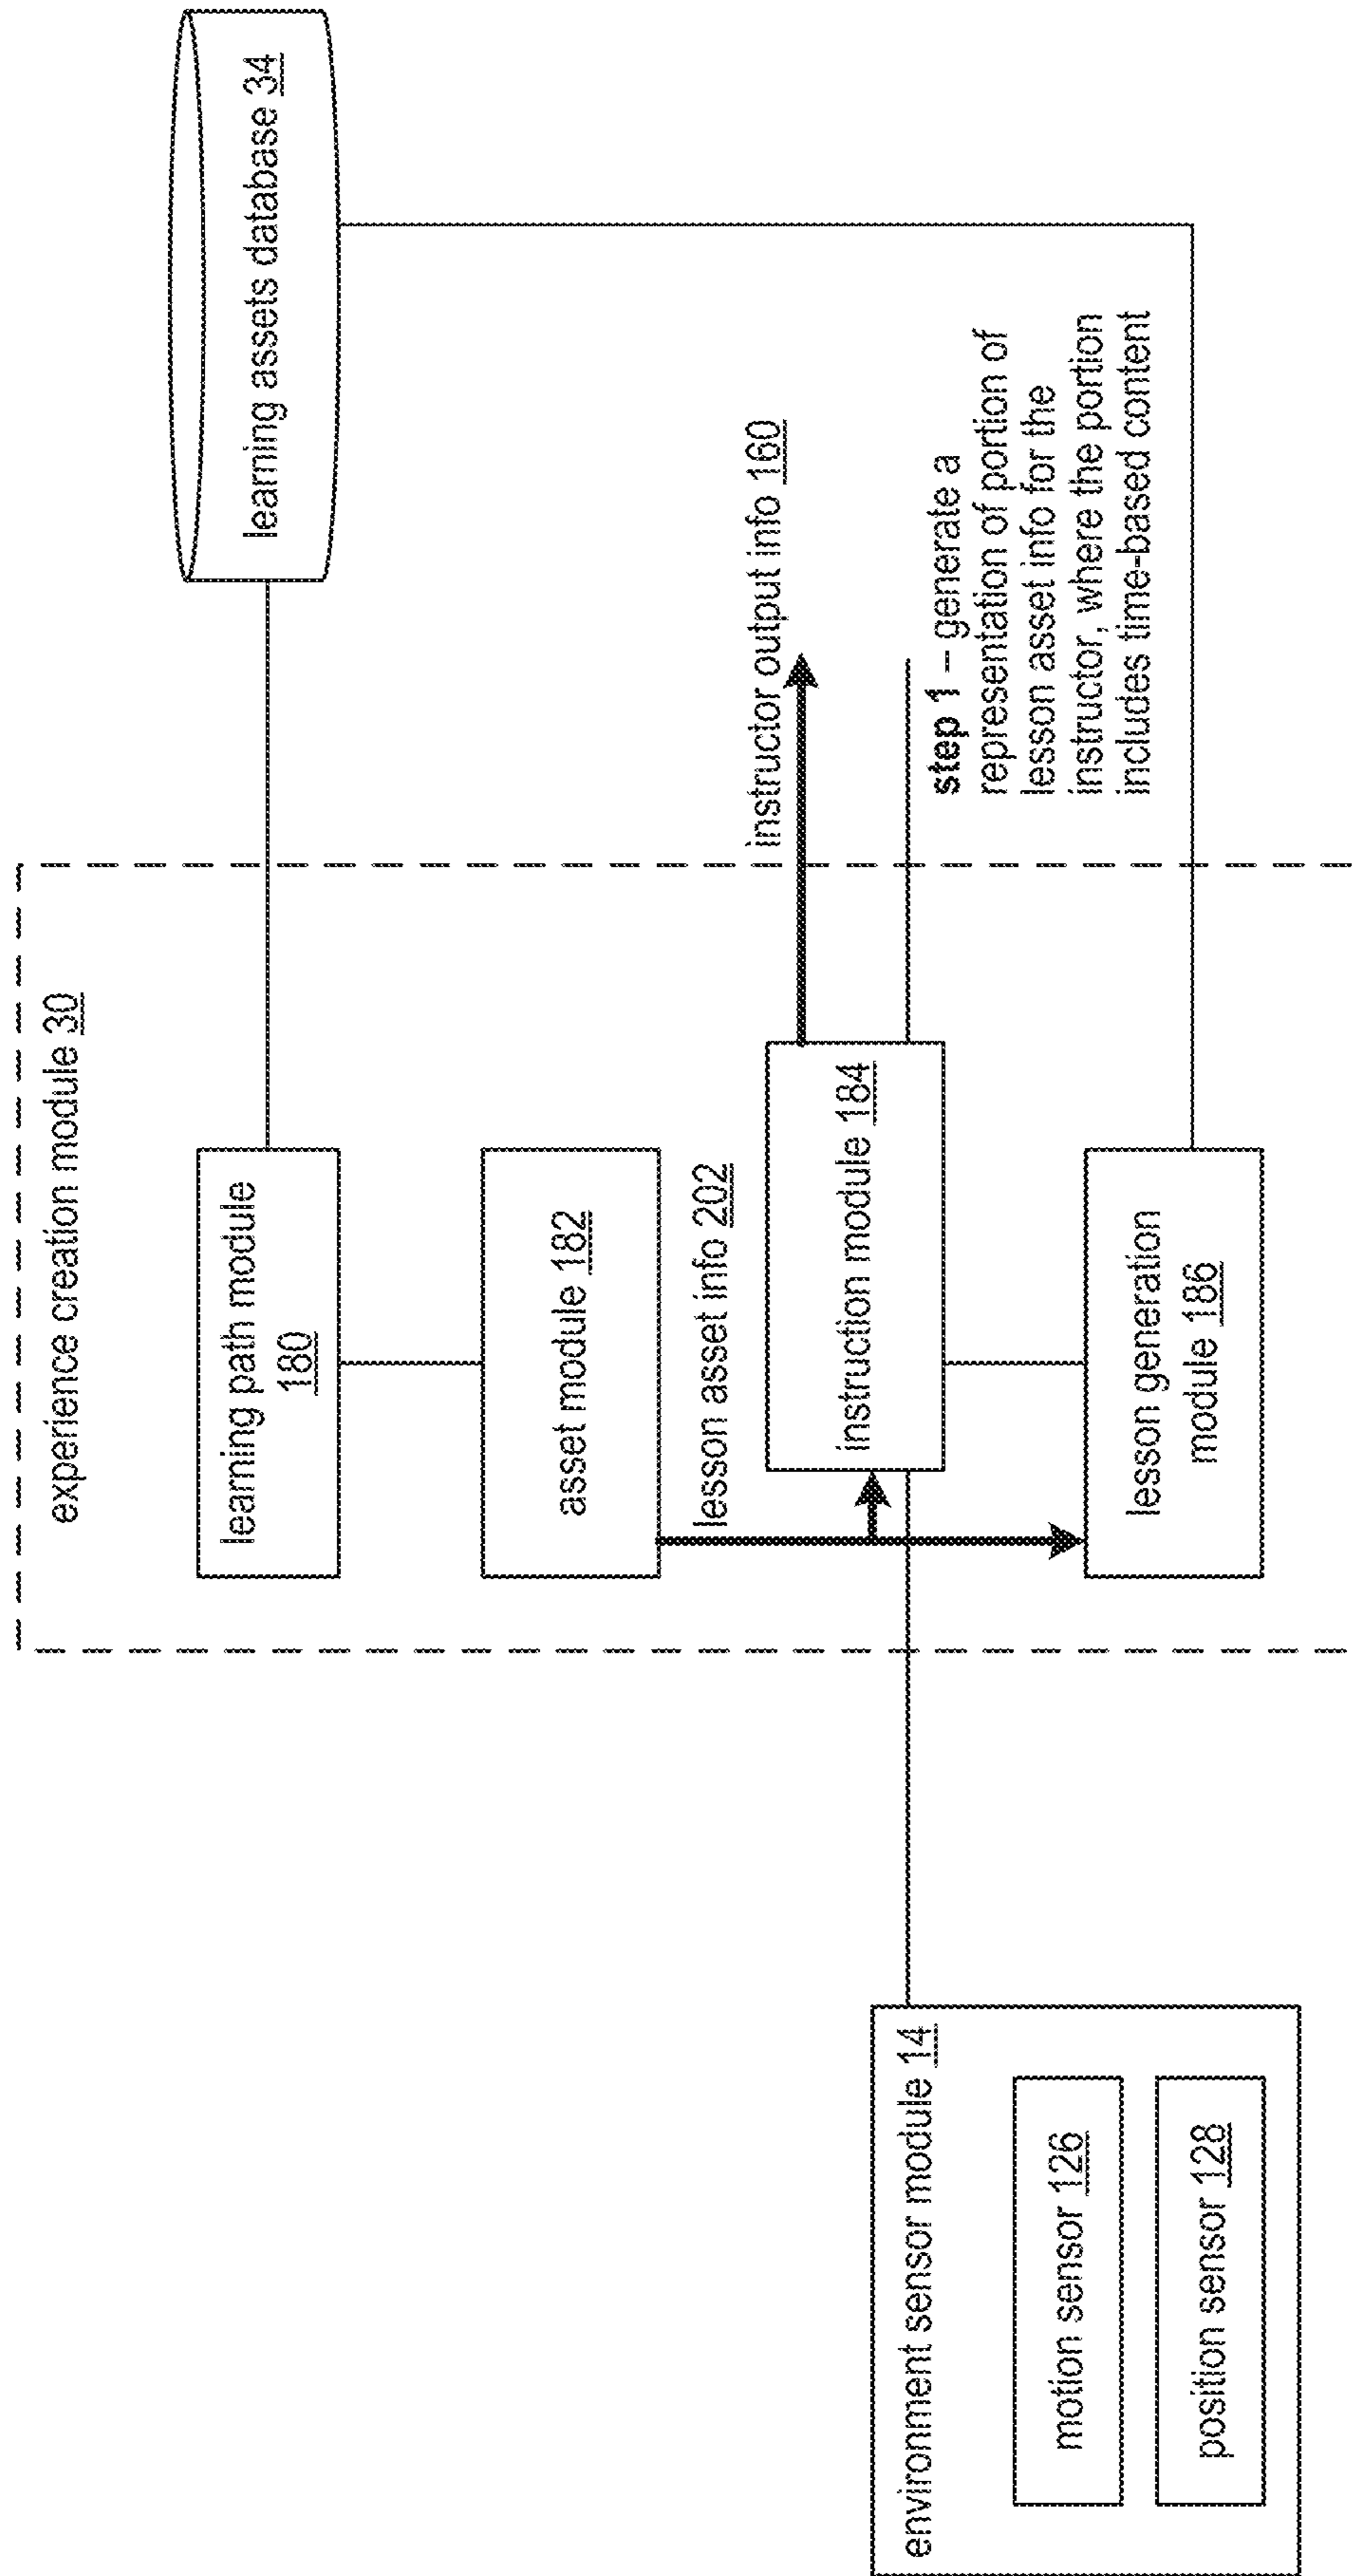 experience creation module 30
learning assets database 34
learning path module
180
asset module 182
lesson asset info 202
instructor output info 160
instruction module 184
step 1 – generate a
representation of portion of
lesson asset info for the
instructor, where the portion
includes time-based content
lesson generation
module 186
environment sensor module 14
motion sensor 126
position sensor 128